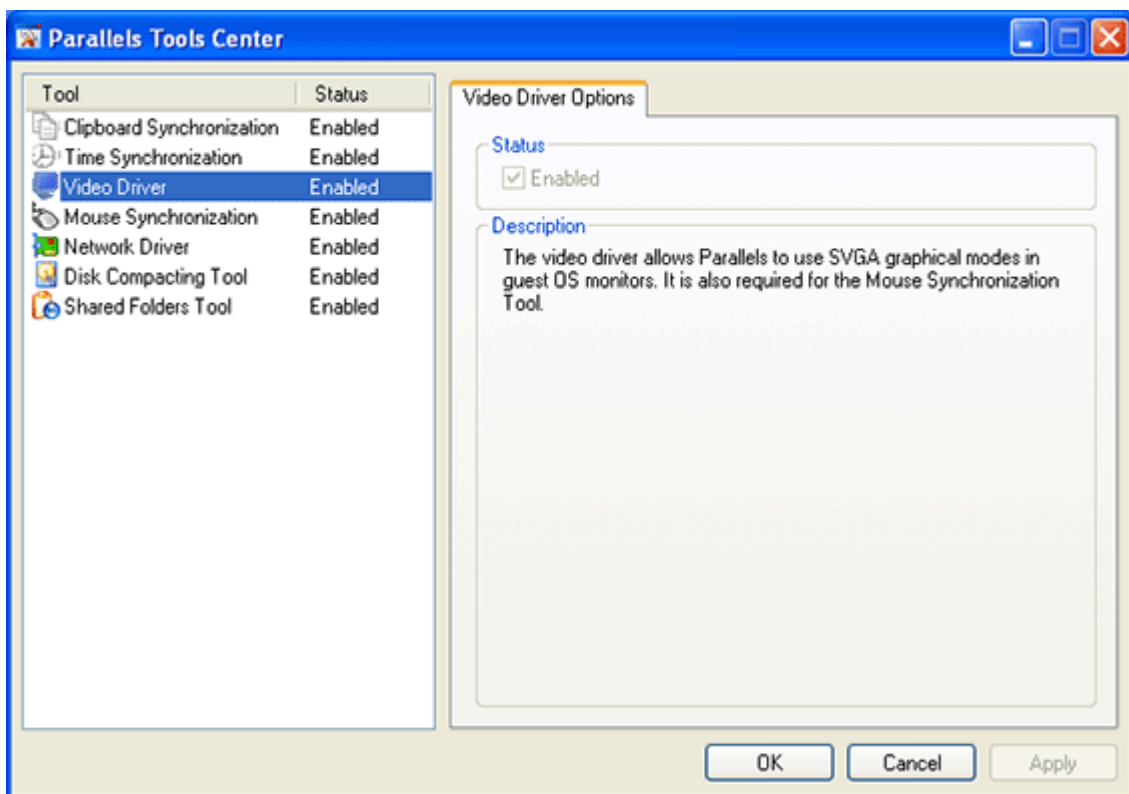 Parallels Tools Center
Tool Status
Clipboard Synchronization Enabled
Time Synchronization Enabled
Video Driver Enabled
Mouse Synchronization Enabled
Network Driver Enabled
Disk Compacting Tool Enabled
Shared Folders Tool Enabled
Video Driver Options
Status
Enabled
Description
The video driver allows Parallels to use SVGA graphical modes in
guest OS monitors. It is also required for the Mouse Synchronization
Tool.
OK Cancel Apply